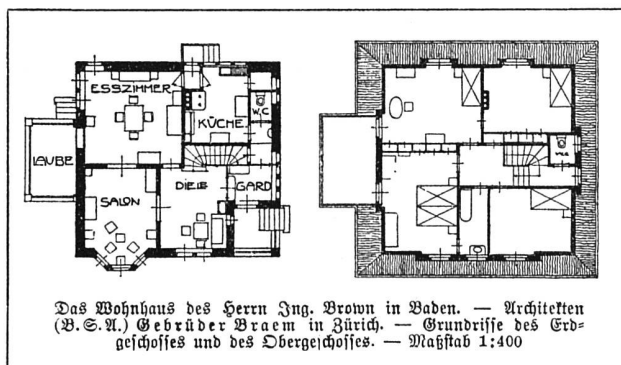 ESSZIMMER
W.C
KÜCHE
LAUBE
DIELE
GARD
SALON
W.C
Das Wohnhaus des Herrn Ing. Brown in Baden. — Architekten
(B.S.A.) Gebrüder Braem in Zürich. — Grundrisse des Erd-
geschosses und des Obergeschosses. — Maßstab 1:400